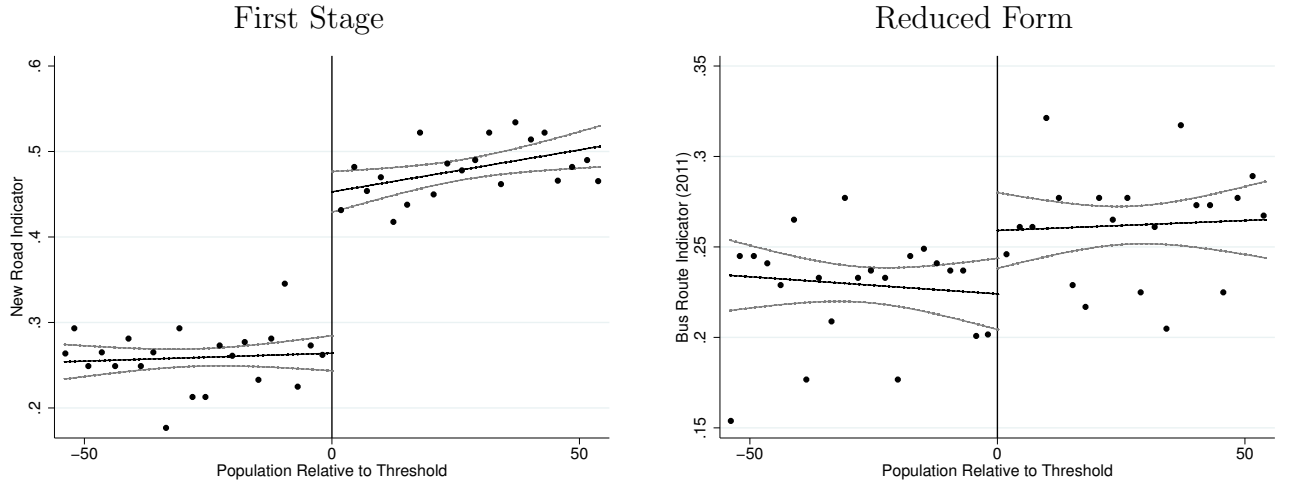 First Stage
.6
.5
.4
.3
.2
New Road Indicator
−50
0
50
Population Relative to Threshold
Reduced Form
.35
.3
.25
.2
.15
Bus Route Indicator (2011)
−50
0
50
Population Relative to Threshold